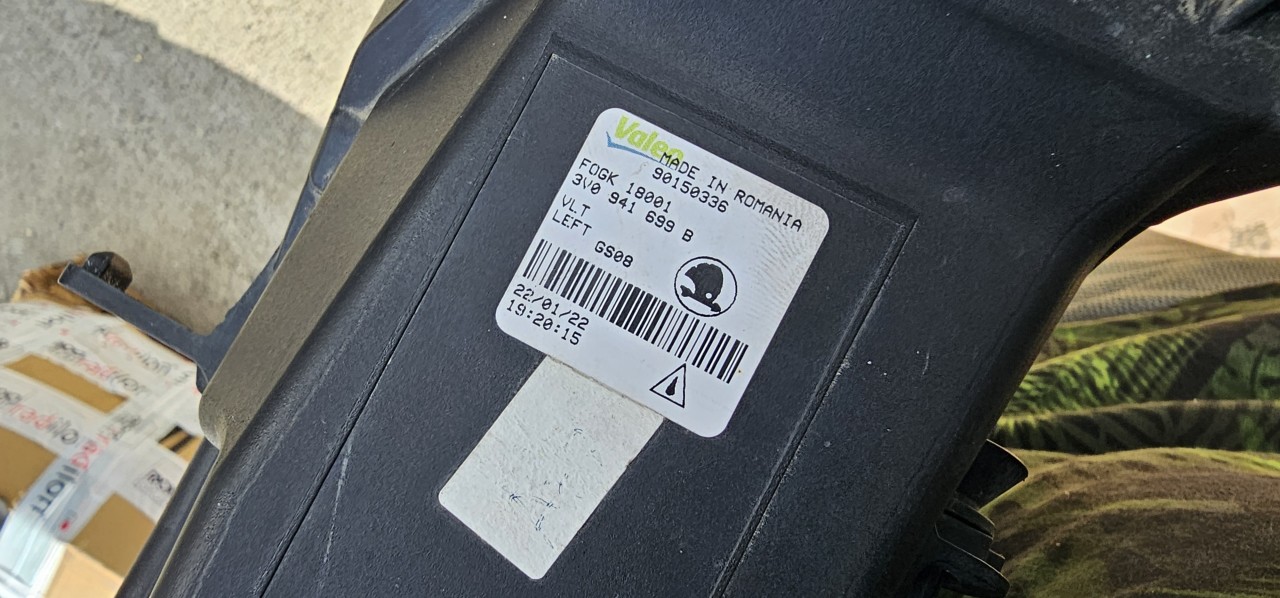 Valeo
MADE IN ROMANIA
90150336
FOGK 18001
3V0 941 699 B
VLT
LEFT
GS08
22/01/22
19:20:15